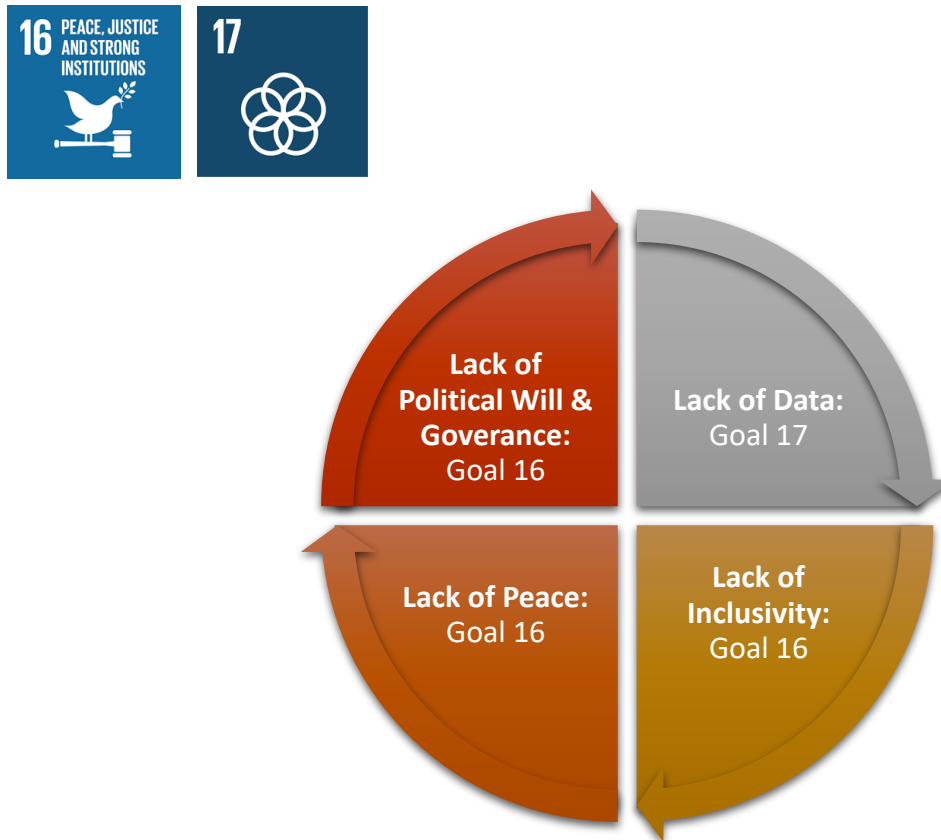 16 PEACE, JUSTICE
AND STRONG
INSTITUTIONS
17
Lack of
Political Will &
Goverance:
Goal 16
Lack of Data:
Goal 17
Lack of Peace:
Goal 16
Lack of
Inclusivity:
Goal 16